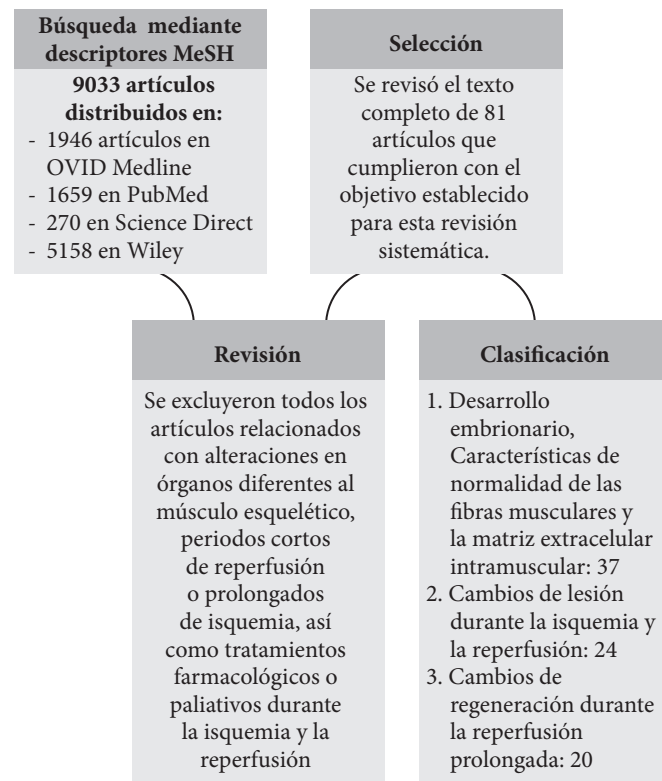 Búsqueda mediante
descriptores MeSH
9033 artículos
distribuidos en:
- 1946 artículos en
OVID Medline
- 1659 en PubMed
- 270 en Science Direct
- 5158 en Wiley
Revisión
Se excluyeron todos los
artículos relacionados
con alteraciones en
órganos diferentes al
músculo esquelético,
periodos cortos
de reperfusión
o prolongados
de isquemia, así
como tratamientos
farmacológicos o
paliativos durante
la isquemia y la
reperfusión
Selección
Se revisó el texto
completo de 81
artículos que
cumplieron con el
objetivo establecido
para esta revisión
sistemática.
Clasificación
1. Desarrollo
embrionario,
Características de
normalidad de las
fibras musculares y
la matriz extracelular
intramuscular: 37
2. Cambios de lesión
durante la isquemia y
la reperfusión: 24
3. Cambios de
regeneración durante
la reperfusión
prolongada: 20